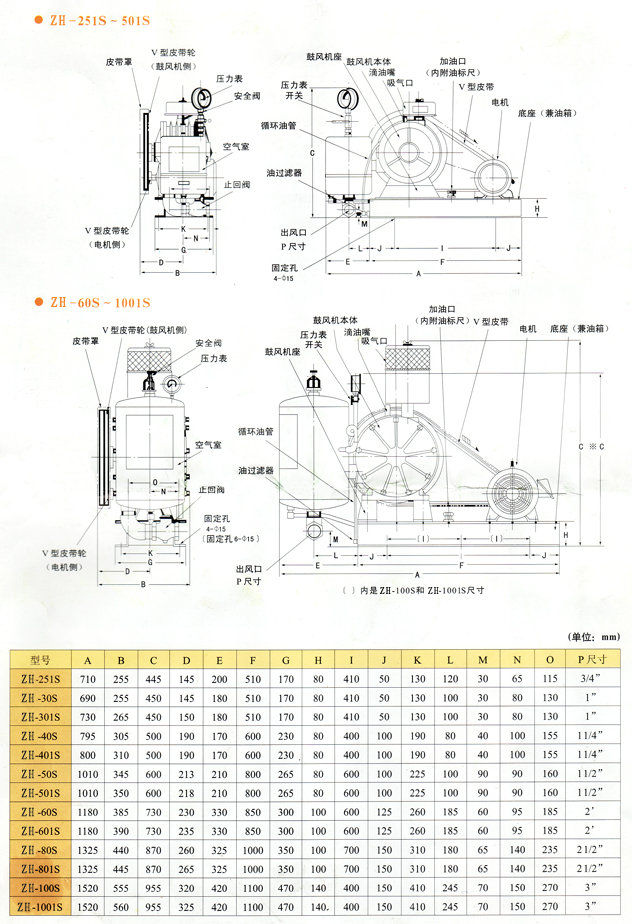 ZH-251S～501S
V 型皮带轮
(鼓风机侧)
皮带罩
压力表
安全阀
空气室
止回阀
V 型皮带轮
(电机侧)
K
N
G
D
B
鼓风机座
鼓风机本体
滴油嘴
吸气口
加油口
(内附油标尺)
V 型皮带
电机
底座（兼油箱）
压力表
开关
循环油管
C
油过滤器
H
M
出风口
P 尺寸
L
J
I
J
E
F
固定孔
4-Φ15
A
ZH-60S～1001S
V 型皮带轮(鼓风机侧)
皮带罩
安全阀
压力表
空气室
O
N
止回阀
固定孔
4-Φ15
(固定孔6-Φ15)
V 型皮带轮
(电机侧)
K
G
D
B
加油口
(内附油标尺)
鼓风机本体
滴油嘴
V 型皮带
压力表
开关
吸气口
电机
底座（兼油箱）
鼓风机座
循环油管
C ※C
油过滤器
H
M
(I)
(I)
出风口
P 尺寸
L
J
I
J
E
F
A
( ) 内是ZH-100S和 ZH-1001S尺寸
(单位：mm)
型号 A B C D E F G H I J K L M N O P 尺寸
ZH-251S 710 255 445 145 200 510 170 80 410 50 130 120 30 65 115 3/4”
ZH-30S 690 255 450 145 180 510 170 80 410 50 130 100 30 80 130 1”
ZH-301S 730 265 450 150 180 510 170 80 410 50 130 100 30 80 130 1”
ZH-40S 795 305 500 190 170 600 230 80 400 100 190 80 40 100 155 11/4”
ZH-401S 800 310 500 190 170 600 230 80 400 100 190 80 40 100 155 11/4”
ZH-50S 1010 345 600 213 210 800 265 80 600 100 225 100 90 90 160 11/2”
ZH-501S 1010 350 600 218 210 800 265 80 600 100 225 100 90 90 160 11/2”
ZH-60S 1180 385 730 230 330 850 300 100 600 125 260 185 60 95 185 2’
ZH-601S 1180 390 730 235 330 850 300 100 600 125 260 185 60 95 185 2’
ZH-80S 1325 440 870 260 325 1000 350 100 700 150 310 180 65 140 235 21/2”
ZH-801S 1325 445 870 265 325 1000 350 100 700 150 310 180 65 140 235 21/2”
ZH-100S 1520 555 955 320 420 1100 470 140 400 150 410 245 70 150 270 3”
ZH-1001S 1520 560 955 325 420 1100 470 140 400 150 410 245 70 150 270 3”